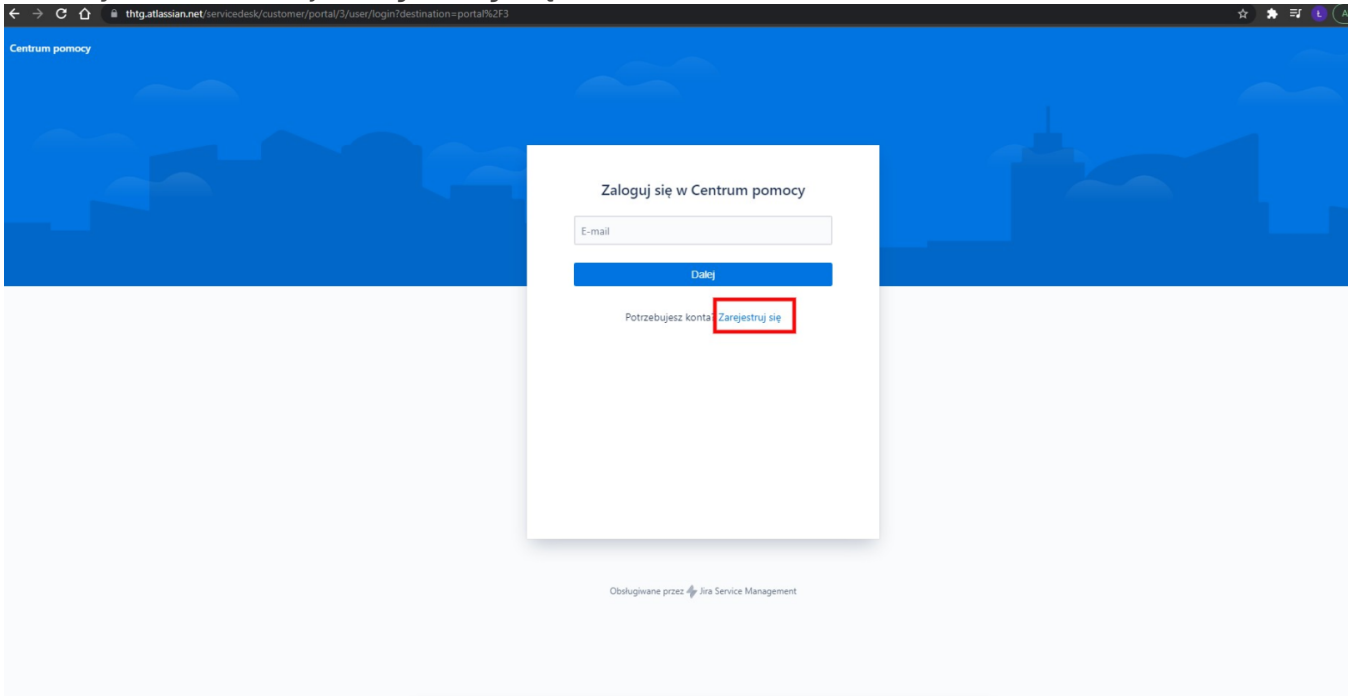 thtg.atlassian.net/servicedesk/customer/portal/3/user/login?destination=portal%2F3
Centrum pomocy
Zaloguj się w Centrum pomocy
E-mail
Dalej
Potrzebujesz konta? Zarejestruj się
Obsługiwane przez Jira Service Management